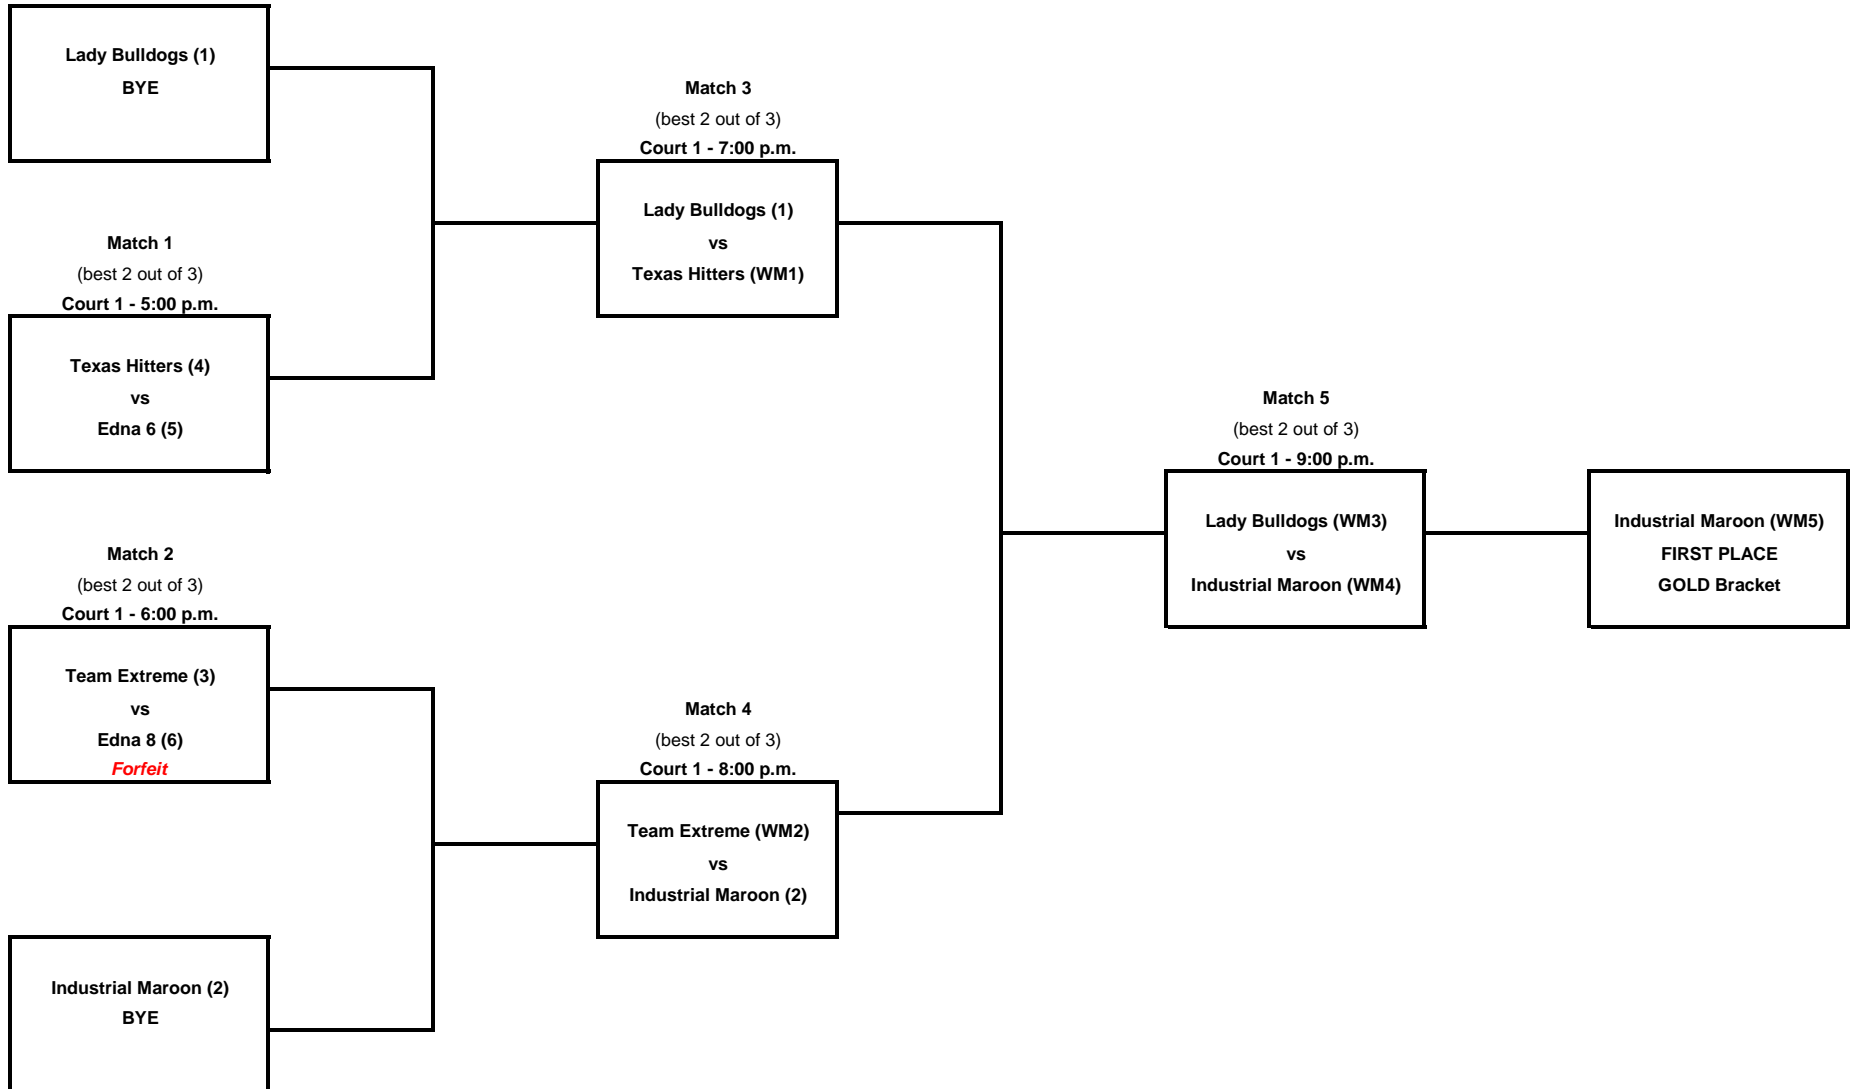 Lady Bulldogs (1)
BYE
Match 1
(best 2 out of 3)
Court 1 - 5:00 p.m.
Texas Hitters (4)
vs
Edna 6 (5)
Match 2
(best 2 out of 3)
Court 1 - 6:00 p.m.
Team Extreme (3)
vs
Edna 8 (6)
Forfeit
Industrial Maroon (2)
BYE
Match 3
(best 2 out of 3)
Court 1 - 7:00 p.m.
Lady Bulldogs (1)
vs
Texas Hitters (WM1)
Match 4
(best 2 out of 3)
Court 1 - 8:00 p.m.
Team Extreme (WM2)
vs
Industrial Maroon (2)
Match 5
(best 2 out of 3)
Court 1 - 9:00 p.m.
Lady Bulldogs (WM3)
vs
Industrial Maroon (WM4)
Industrial Maroon (WM5)
FIRST PLACE
GOLD Bracket